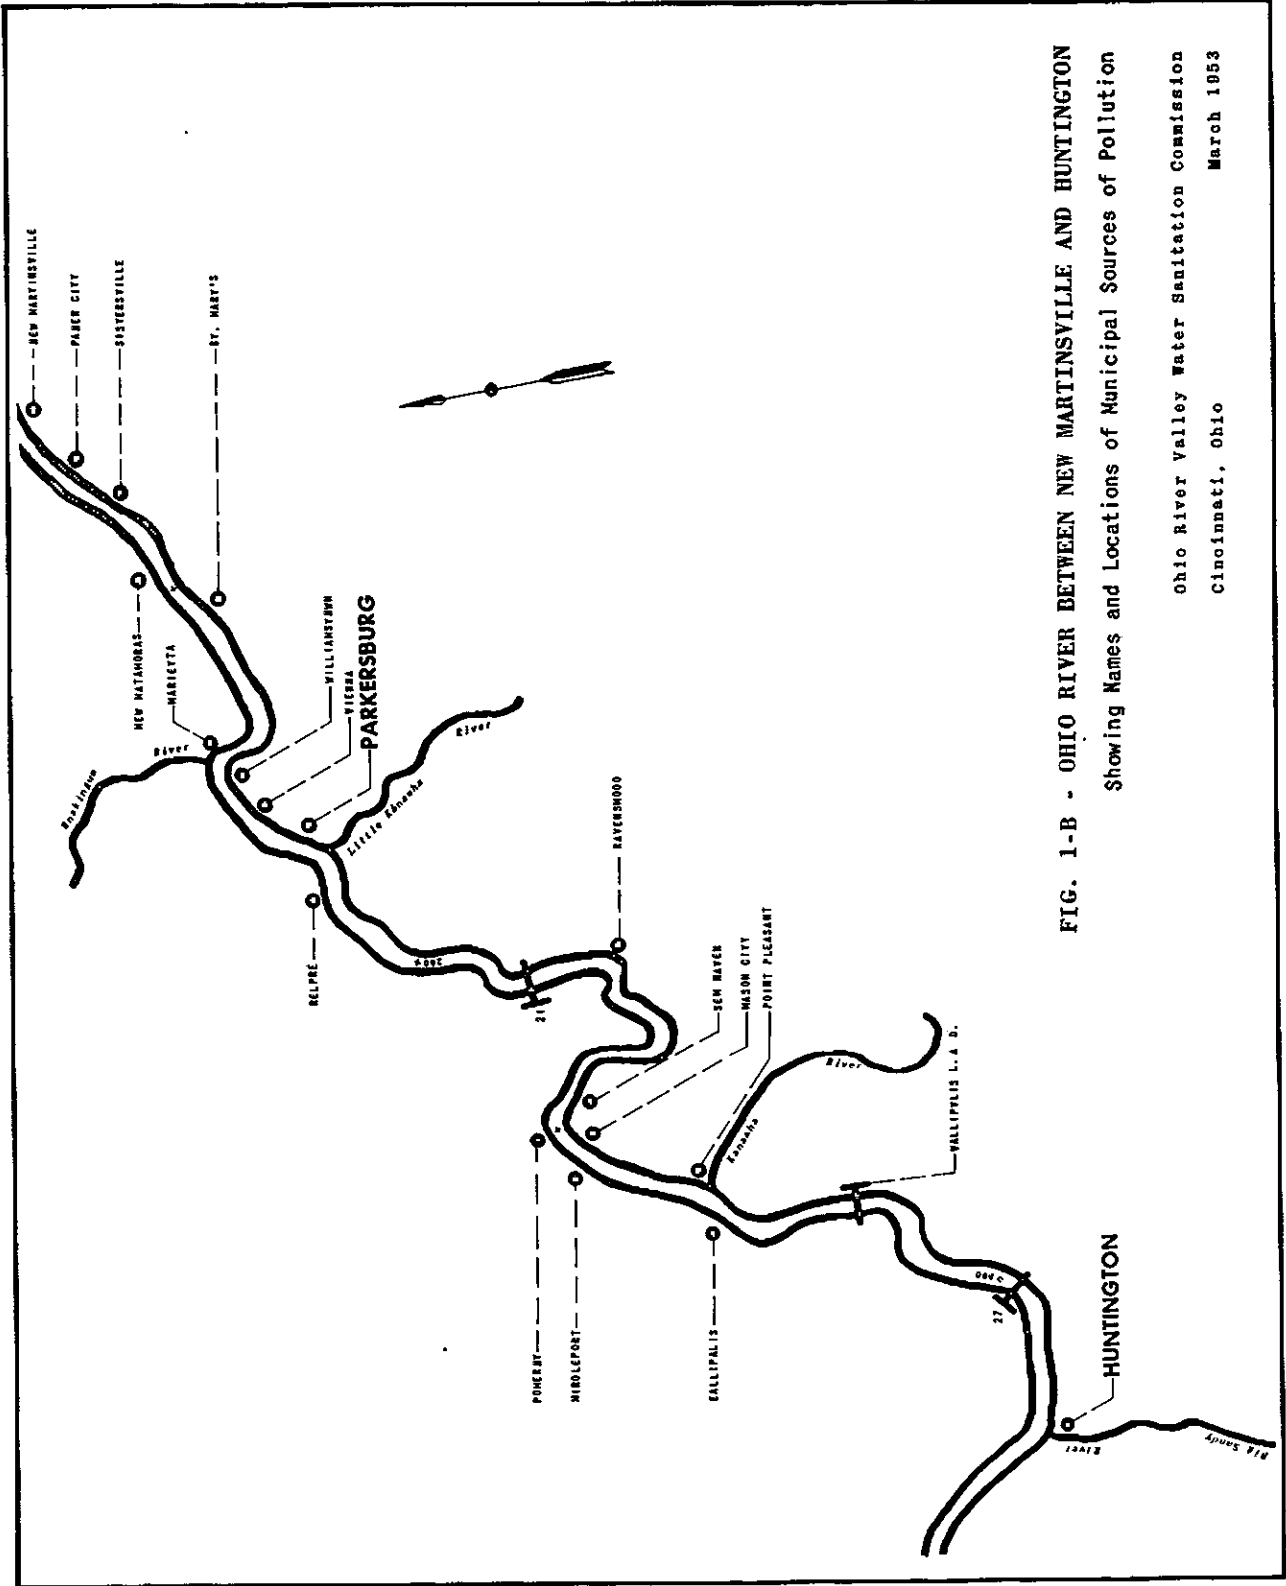 NEW MARTINSVILLE
PADEN CITY
SISTERSVILLE
ST. MARY'S
NEW MATAMORAS
MARIETTA
WILLIAMSTOWN
VIENNA
PARKERSBURG
River
Little Kanawha
River
BELPRE
RAVENSWOOD
21
NEW HAVEN
MASON CITY
POINT PLEASANT
River
Kanawha
POMEROY
MIDDLEPORT
GALLIPOLIS
GALLIPOLIS L. & D.
27
HUNTINGTON
River
Big Sandy
FIG. 1-B - OHIO RIVER BETWEEN NEW MARTINSVILLE AND HUNTINGTON
Showing Names and Locations of Municipal Sources of Pollution
Ohio River Valley Water Sanitation Commission
Cincinnati, Ohio March 1953